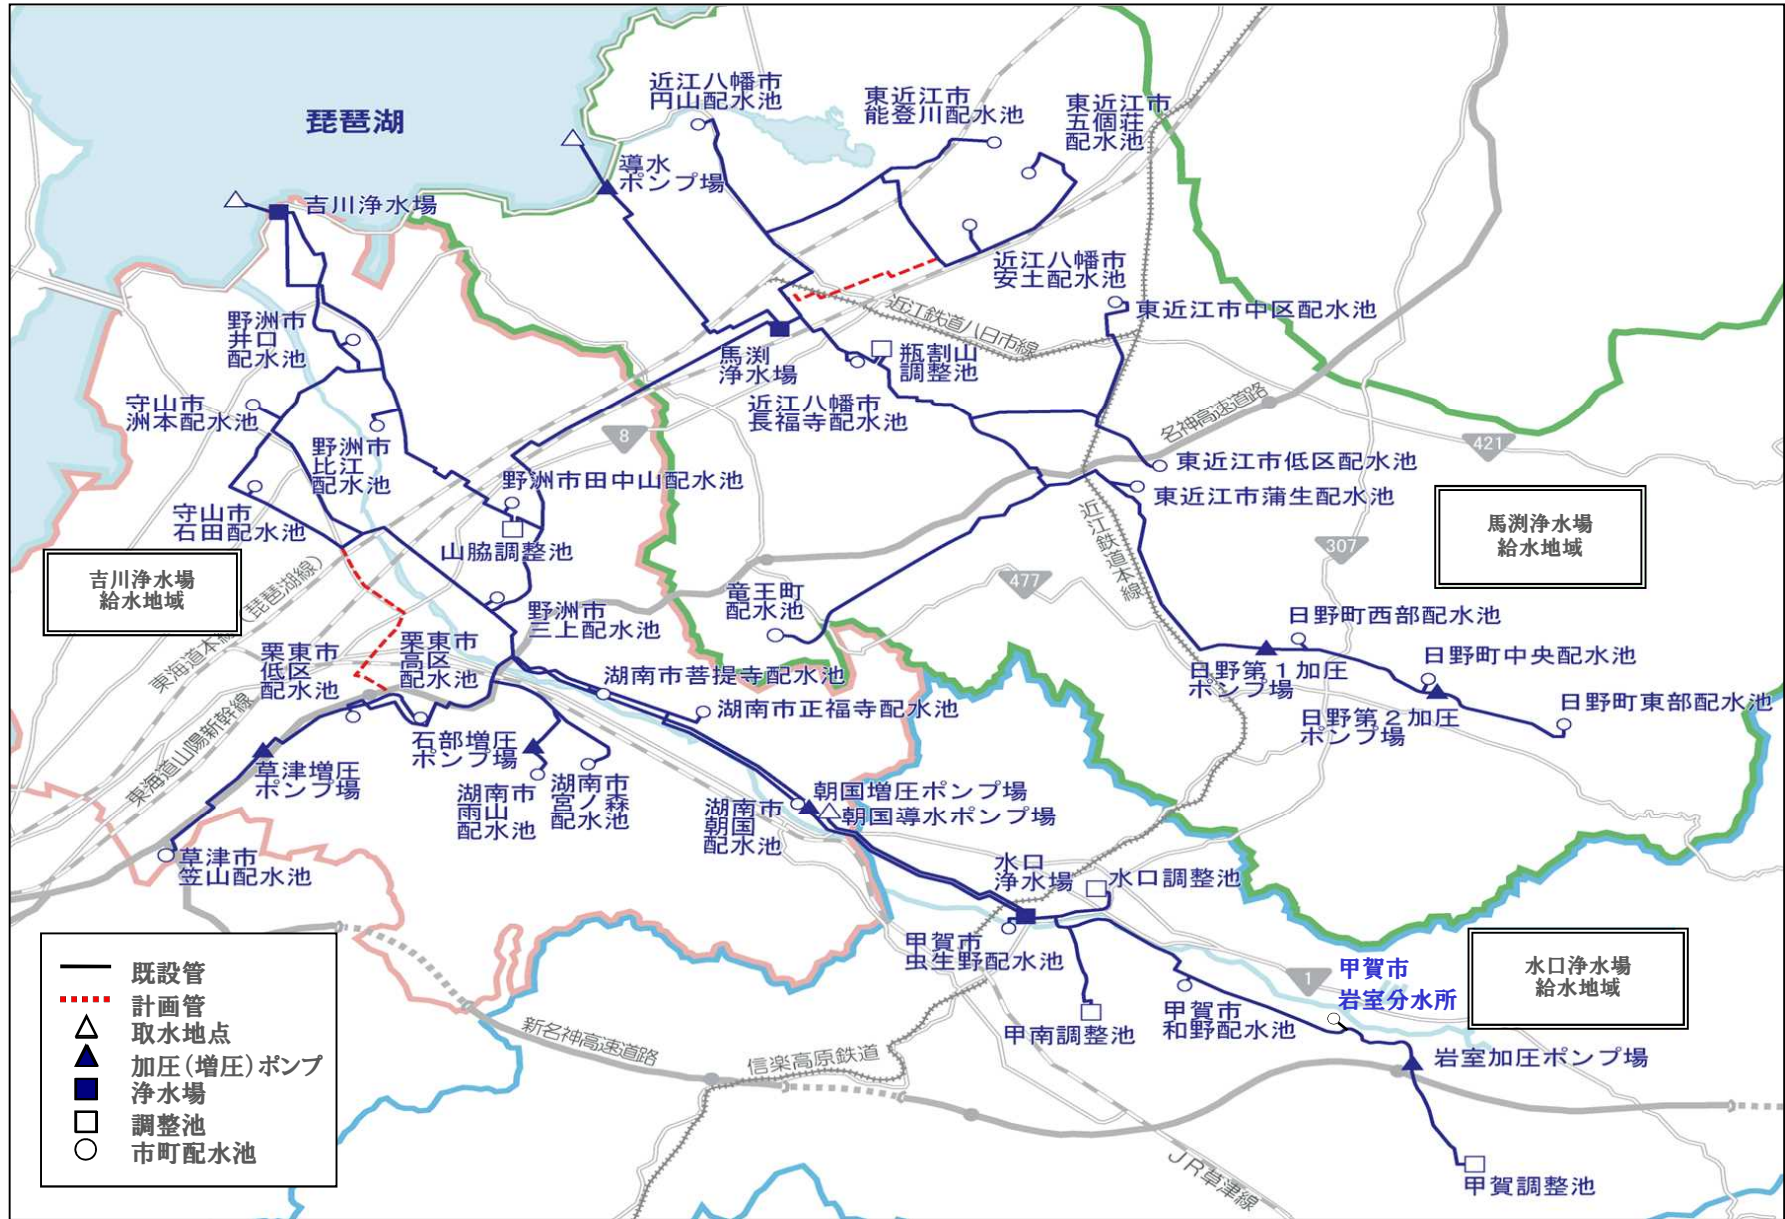 琵琶湖
近江八幡市
円山配水池
東近江市
能登川配水池
東近江市
五個荘
配水池
導水
ポンプ場
吉川浄水場
近江八幡市
安土配水池
東近江市中区配水池
近江鉄道八日市線
野洲市
井口
配水池
馬渕
浄水場
瓶割山
調整池
近江八幡市
長福寺配水池
守山市
洲本配水池
名神高速道路
8
421
野洲市
比江
配水池
野洲市田中山配水池
東近江市低区配水池
東近江市蒲生配水池
守山市
石田配水池
山脇調整池
近江鉄道本線
307
馬渕浄水場
給水地域
吉川浄水場
給水地域
477
竜王町
配水池
野洲市
三上配水池
東海道本線(琵琶湖線)
栗東市
低区
配水池
栗東市
高区
配水池
日野町西部配水池
日野第1加圧
ポンプ場
日野町中央配水池
日野町東部配水池
日野第2加圧
ポンプ場
湖南市菩提寺配水池
湖南市正福寺配水池
東海道山陽新幹線
草津増圧
ポンプ場
石部増圧
ポンプ場
湖南市
雨山
配水池
湖南市
宮ノ森
配水池
湖南市
朝国
配水池
朝国増圧ポンプ場
朝国導水ポンプ場
草津市
笠山配水池
水口
浄水場
水口調整池
甲賀市
虫生野配水池
甲南調整池
甲賀市
和野配水池
1
甲賀市
岩室分水所
水口浄水場
給水地域
岩室加圧ポンプ場
新名神高速道路
信楽高原鉄道
JR草津線
甲賀調整池
既設管
計画管
取水地点
加圧(増圧)ポンプ
浄水場
調整池
市町配水池